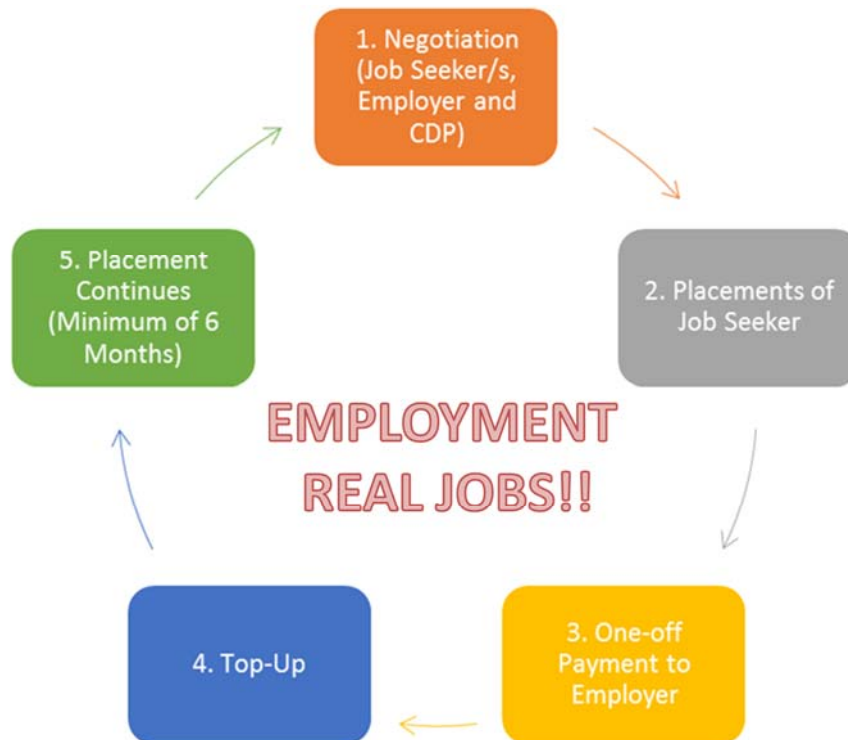 1. Negotiation
(Job Seeker/s,
Employer and
CDP)
2. Placements of
Job Seeker
3. One-off
Payment to
Employer
4. Top-Up
5. Placement
Continues
(Minimum of 6
Months)
EMPLOYMENT
REAL JOBS!!